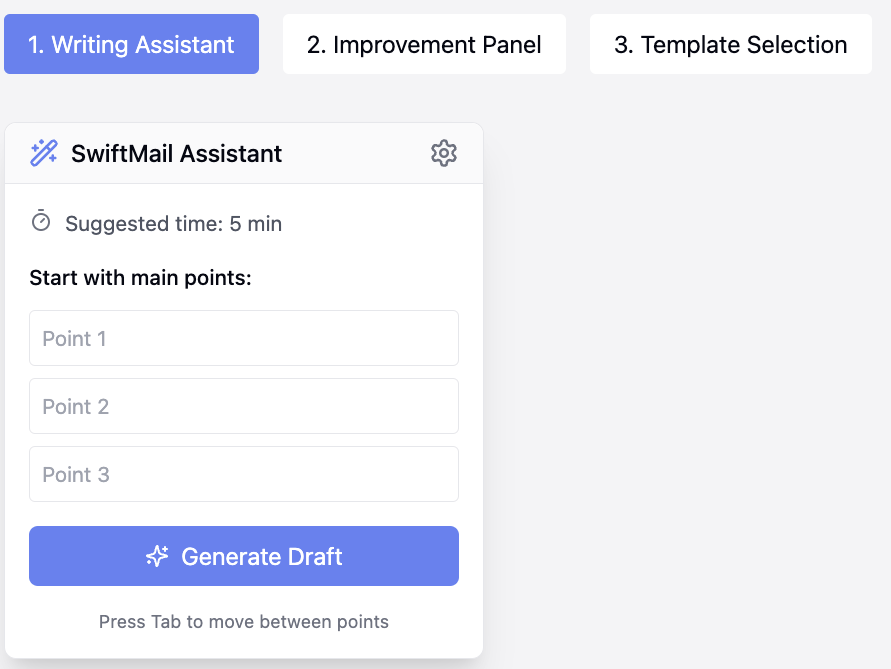 1. Writing Assistant
2. Improvement Panel
3. Template Selection
SwiftMail Assistant
Suggested time: 5 min
Start with main points:
Point 1
Point 2
Point 3
Generate Draft
Press Tab to move between points